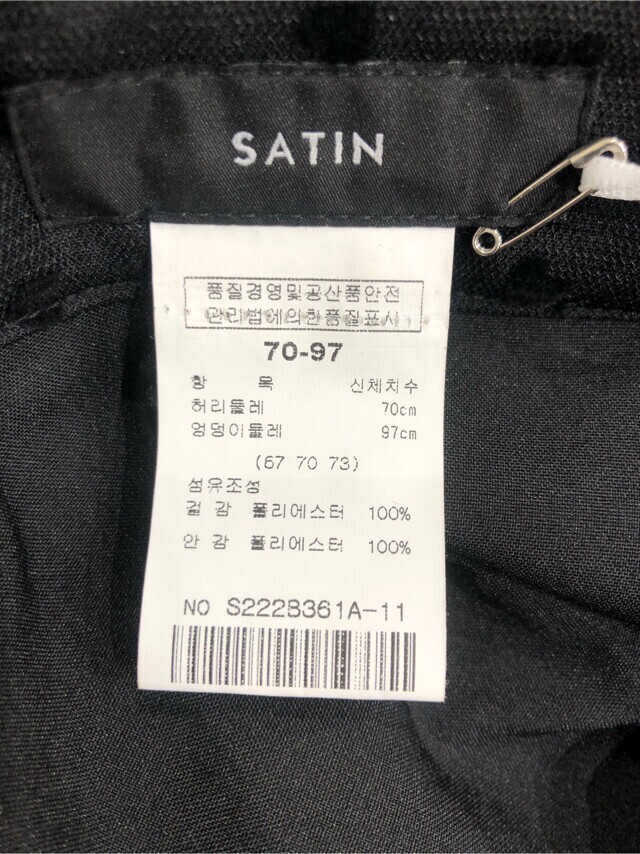 SATIN
품질경영및공산품안전
관리법에의한품질표시
70-97
항 목 신체치수
허리둘레 70cm
엉덩이둘레 97cm
(67 70 73)
섬유조성
겉 감 폴리에스터 100%
안 감 폴리에스터 100%
NO S222B361A-11